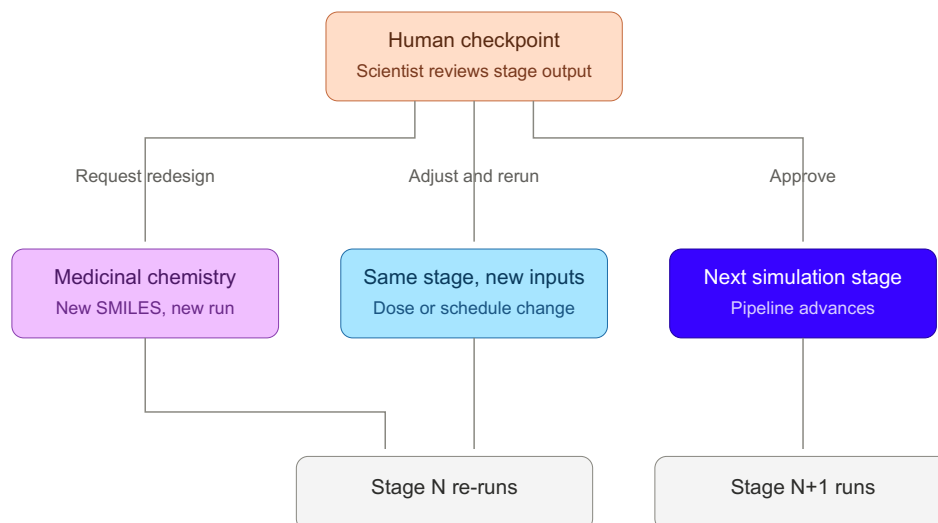 Human checkpoint
Scientist reviews stage output
Request redesign
Adjust and rerun
Approve
Medicinal chemistry
New SMILES, new run
Same stage, new inputs
Dose or schedule change
Next simulation stage
Pipeline advances
Stage N re-runs
Stage N+1 runs